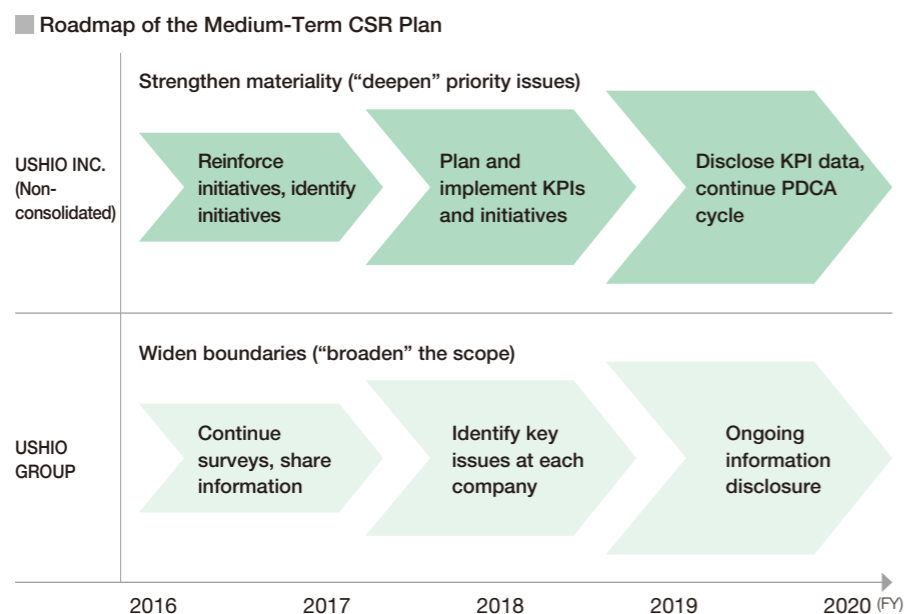 Roadmap of the Medium-Term CSR Plan
USHIO INC.
(Non-
consolidated)
Strengthen materiality (“deepen” priority issues)
Reinforce
initiatives, identify
initiatives
Plan and
implement KPIs
and initiatives
Disclose KPI data,
continue PDCA
cycle
USHIO
GROUP
Widen boundaries (“broaden” the scope)
Continue
surveys, share
information
Identify key
issues at each
company
Ongoing
information
disclosure
2016 2017 2018 2019 2020 (FY)